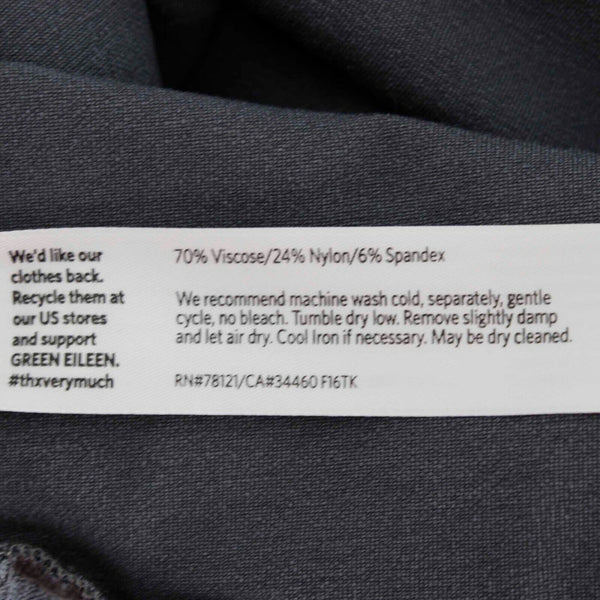 We'd like our
clothes back.
Recycle them at
our US stores
and support
GREEN EILEEN.
#thxverymuch
70% Viscose/24% Nylon/6% Spandex
We recommend machine wash cold, separately, gentle
cycle, no bleach. Tumble dry low. Remove slightly damp
and let air dry. Cool Iron if necessary. May be dry cleaned.
RN#78121/CA#34460 F16TK